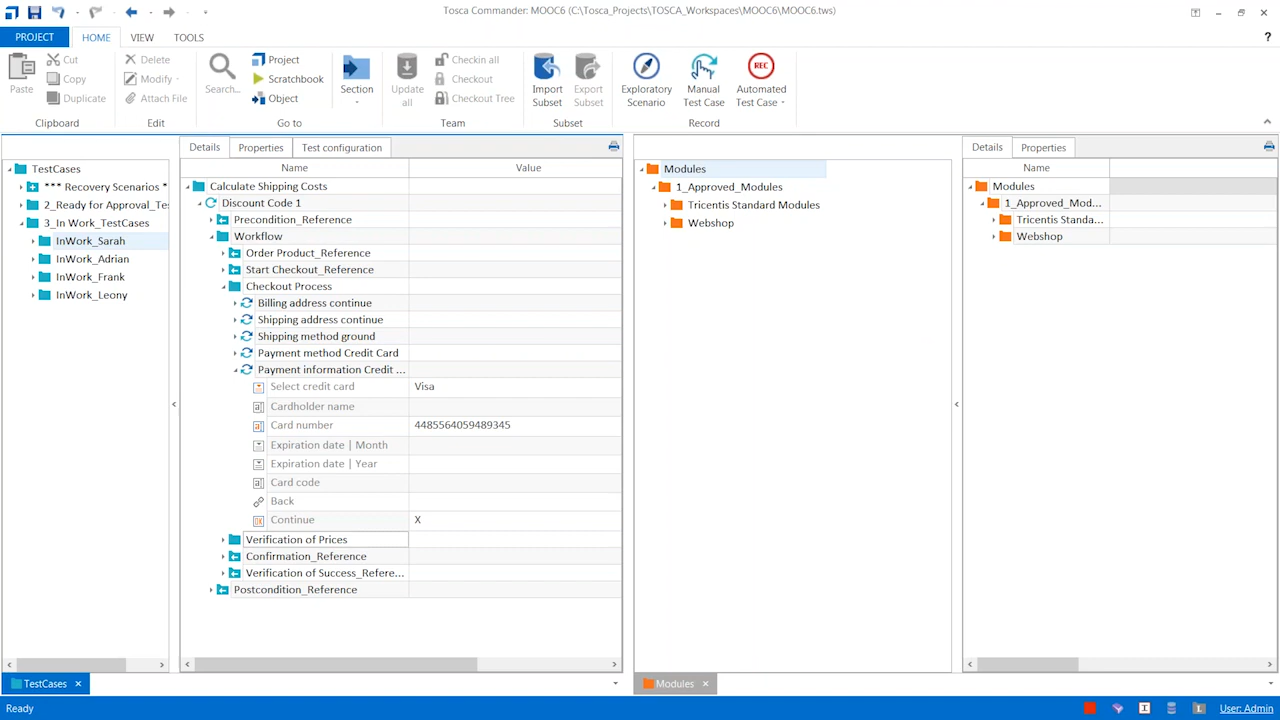 Tosca Commander: MOOC6 (C:\Tosca_Projects\TOSCA_Workspaces\MOOC6\MOOC6.tws)
PROJECT HOME VIEW TOOLS
?
Paste
Cut
Copy
Duplicate
Clipboard
Delete
Modify
Attach File
Edit
Search...
Project
Scratchbook
Object
Go to
Section
Update all
Checkin all
Checkout
Checkout Tree
Team
Import Subset
Export Subset
Subset
Exploratory Scenario
Manual Test Case
REC
Automated Test Case
Record
TestCases
*** Recovery Scenarios *
2_Ready for Approval_Tes
3_In Work_TestCases
InWork_Sarah
InWork_Adrian
InWork_Frank
InWork_Leony
Details Properties Test configuration
Name Value
Calculate Shipping Costs
Discount Code 1
Precondition_Reference
Workflow
Order Product_Reference
Start Checkout_Reference
Checkout Process
Billing address continue
Shipping address continue
Shipping method ground
Payment method Credit Card
Payment information Credit ...
Select credit card Visa
Cardholder name
Card number 4485564059489345
Expiration date | Month
Expiration date | Year
Card code
Back
Continue X
Verification of Prices
Confirmation_Reference
Verification of Success_Refere...
Postcondition_Reference
Modules
1_Approved_Modules
Tricentis Standard Modules
Webshop
Details Properties
Name
Modules
1_Approved_Mod...
Tricentis Standa...
Webshop
TestCases
Modules
Ready
User: Admin